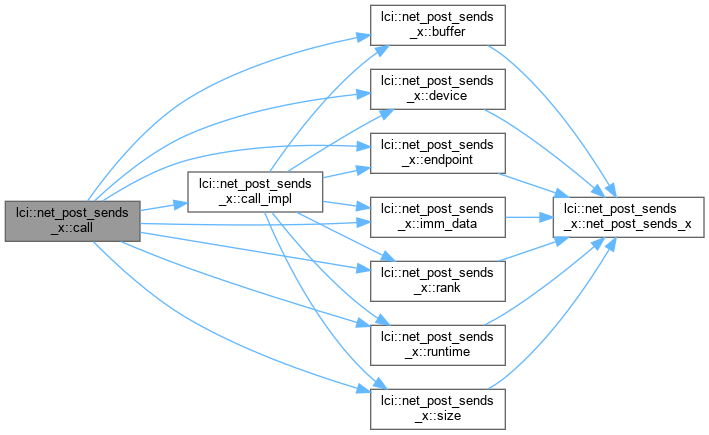 lci::net_post_sends
_x::call
lci::net_post_sends
_x::call_impl
lci::net_post_sends
_x::buffer
lci::net_post_sends
_x::device
lci::net_post_sends
_x::endpoint
lci::net_post_sends
_x::imm_data
lci::net_post_sends
_x::rank
lci::net_post_sends
_x::runtime
lci::net_post_sends
_x::size
lci::net_post_sends
_x::net_post_sends_x